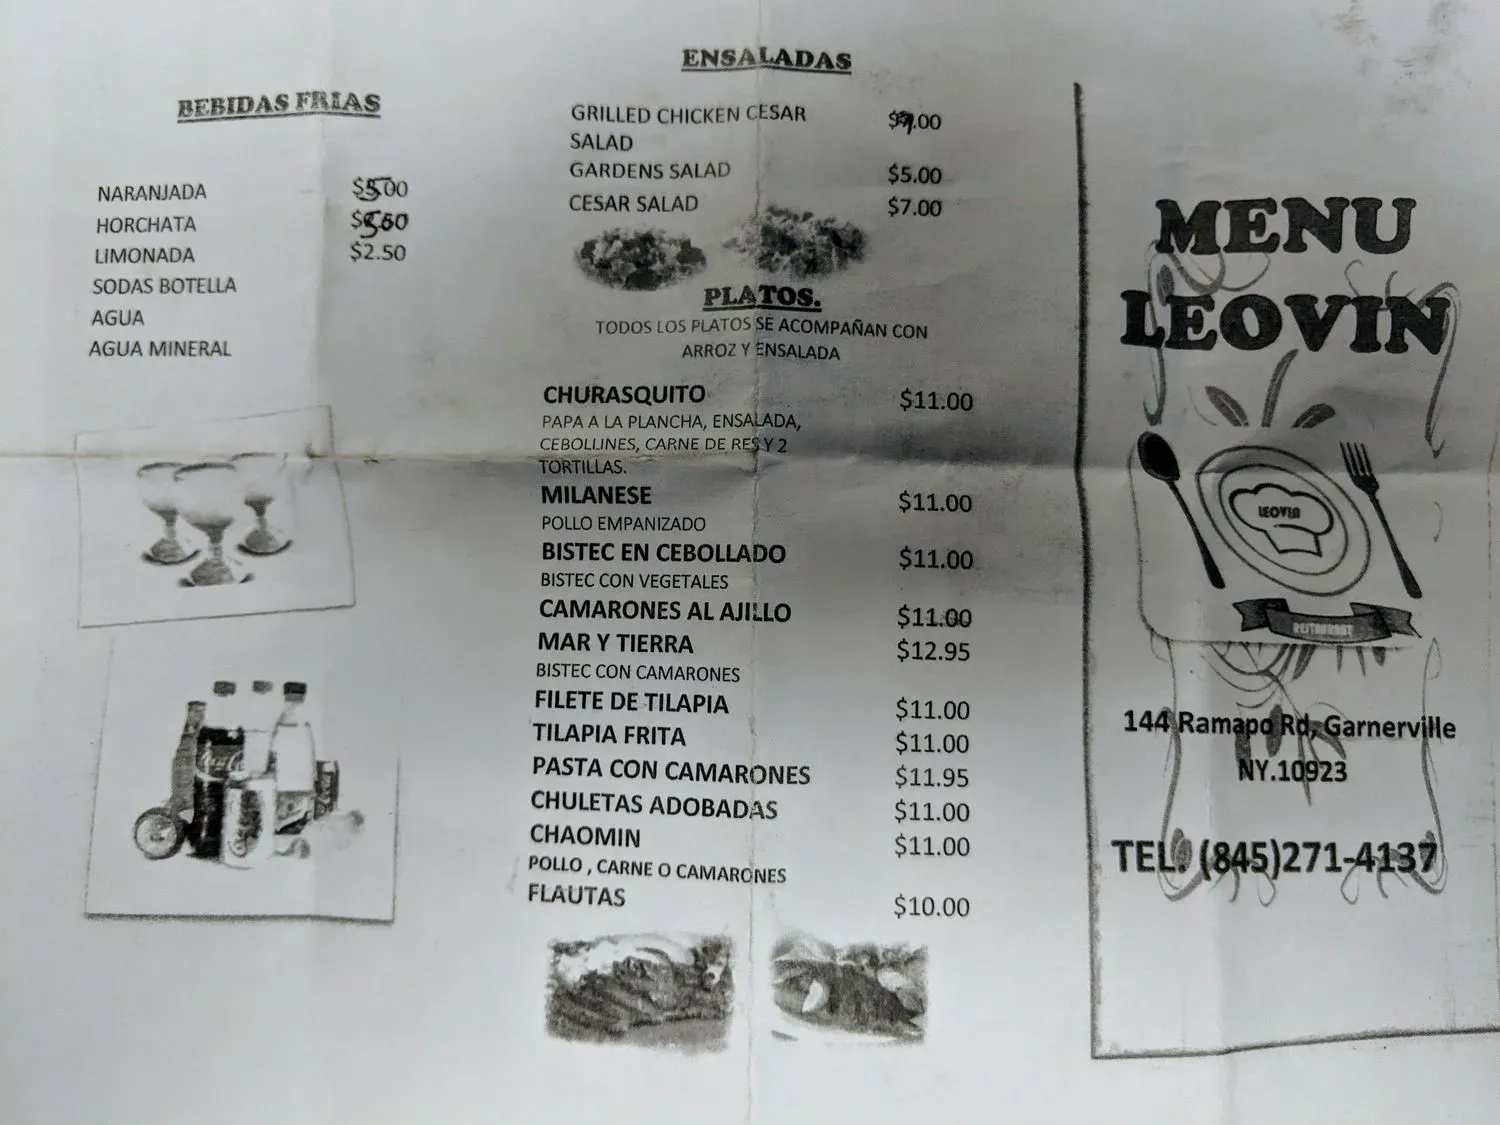 BEBIDAS FRIAS
NARANJADA $5.00
HORCHATA
LIMONADA $2.50
SODAS BOTELLA
AGUA
AGUA MINERAL
ENSALADAS
GRILLED CHICKEN CESAR
SALAD
GARDENS SALAD $5.00
CESAR SALAD $7.00
PLATOS.
TODOS LOS PLATOS SE ACOMPAÑAN CON
ARROZ Y ENSALADA
CHURASQUITO $11.00
PAPA A LA PLANCHA, ENSALADA,
CEBOLLINES, CARNE DE RES Y 2
TORTILLAS.
MILANESE $11.00
POLLO EMPANIZADO
BISTEC EN CEBOLLADO $11.00
BISTEC CON VEGETALES
CAMARONES AL AJILLO $11.00
MAR Y TIERRA $12.95
BISTEC CON CAMARONES
FILETE DE TILAPIA $11.00
TILAPIA FRITA $11.00
PASTA CON CAMARONES $11.95
CHULETAS ADOBADAS $11.00
CHAOMIN $11.00
POLLO , CARNE O CAMARONES
FLAUTAS $10.00
MENU
LEOVIN
LEOVIN
RESTAURANT
144 Ramapo Rd, Garnerville
NY.10923
TEL. (845)271-4137